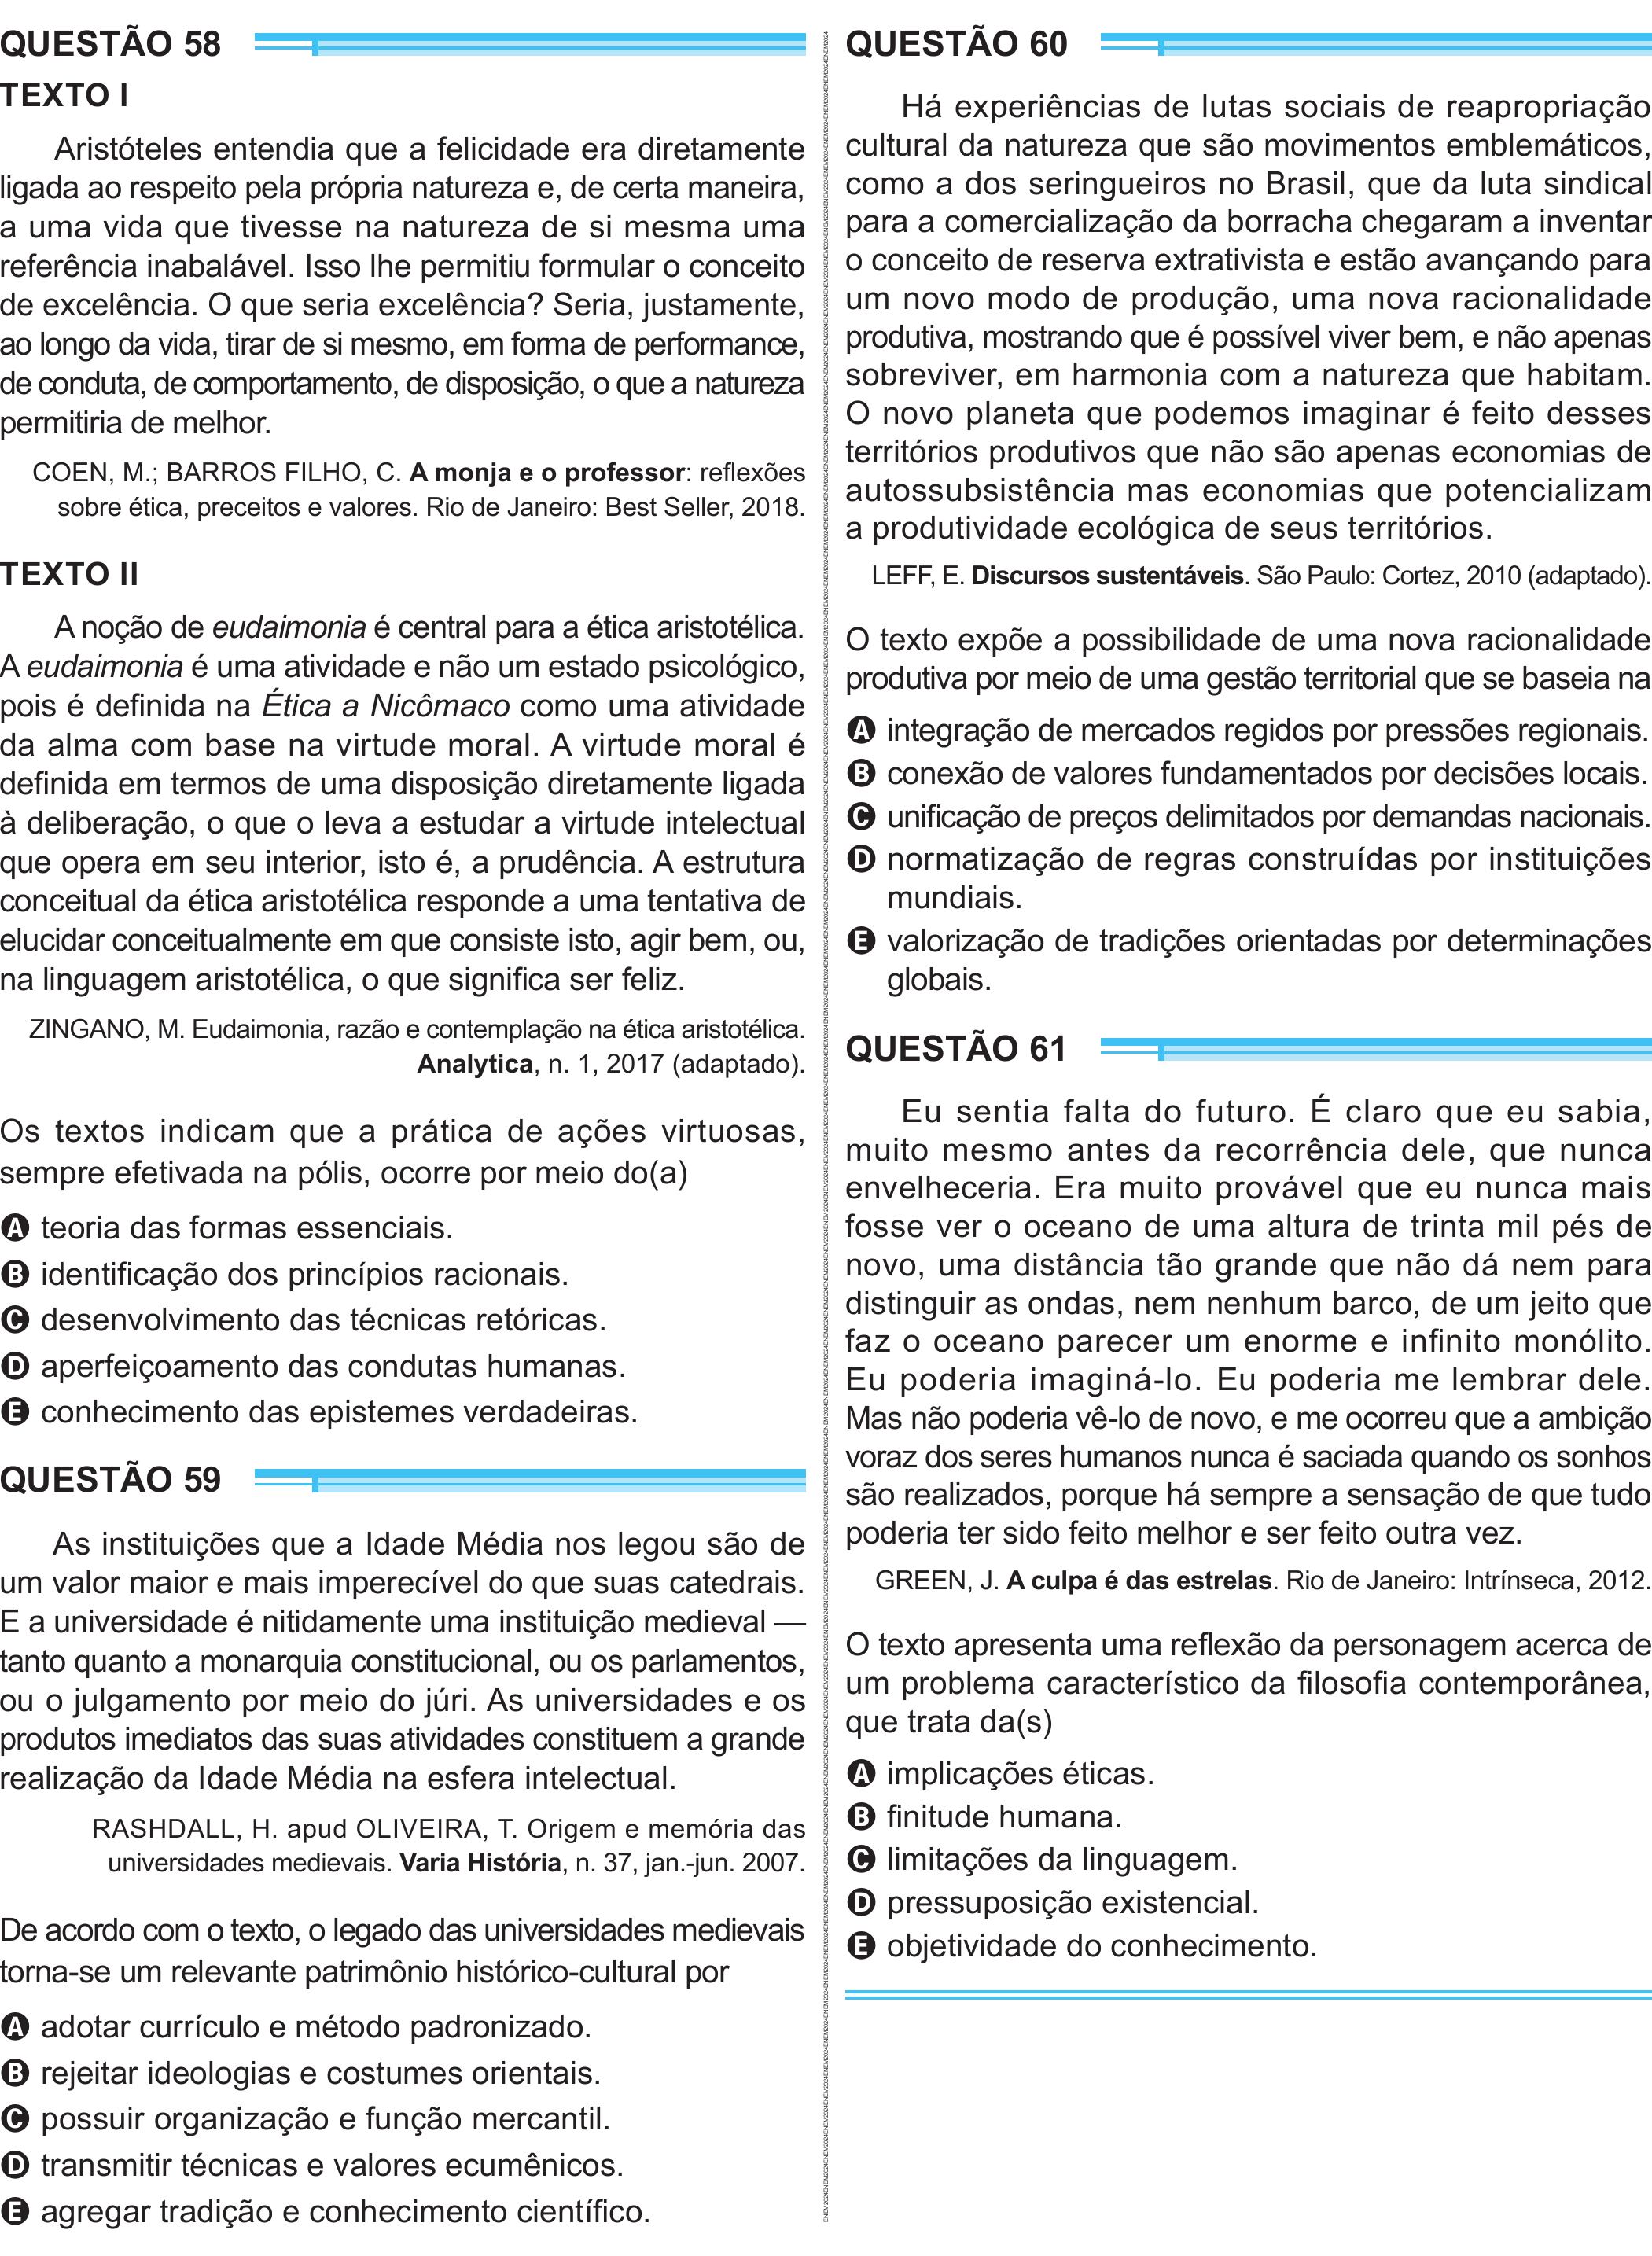 QUESTÃO 58
TEXTO I
Aristóteles entendia que a felicidade era diretamente
ligada ao respeito pela própria natureza e, de certa maneira,
a uma vida que tivesse na natureza de si mesma uma
referência inabalável. Isso lhe permitiu formular o conceito
de excelência. O que seria excelência? Seria, justamente,
ao longo da vida, tirar de si mesmo, em forma de performance,
de conduta, de comportamento, de disposição, o que a natureza
permitiria de melhor.
COEN, M.; BARROS FILHO, C. A monja e o professor: reflexões
sobre ética, preceitos e valores. Rio de Janeiro: Best Seller, 2018.
TEXTO II
A noção de eudaimonia é central para a ética aristotélica.
A eudaimonia é uma atividade e não um estado psicológico,
pois é definida na Ética a Nicômaco como uma atividade
da alma com base na virtude moral. A virtude moral é
definida em termos de uma disposição diretamente ligada
à deliberação, o que o leva a estudar a virtude intelectual
que opera em seu interior, isto é, a prudência. A estrutura
conceitual da ética aristotélica responde a uma tentativa de
elucidar conceitualmente em que consiste isto, agir bem, ou,
na linguagem aristotélica, o que significa ser feliz.
ZINGANO, M. Eudaimonia, razão e contemplação na ética aristotélica.
Analytica, n. 1, 2017 (adaptado).
Os textos indicam que a prática de ações virtuosas,
sempre efetivada na pólis, ocorre por meio do(a)
A teoria das formas essenciais.
B identificação dos princípios racionais.
C desenvolvimento das técnicas retóricas.
D aperfeiçoamento das condutas humanas.
E conhecimento das epistemes verdadeiras.
QUESTÃO 59
As instituições que a Idade Média nos legou são de
um valor maior e mais imperecível do que suas catedrais.
E a universidade é nitidamente uma instituição medieval —
tanto quanto a monarquia constitucional, ou os parlamentos,
ou o julgamento por meio do júri. As universidades e os
produtos imediatos das suas atividades constituem a grande
realização da Idade Média na esfera intelectual.
RASHDALL, H. apud OLIVEIRA, T. Origem e memória das
universidades medievais. Varia História, n. 37, jan.-jun. 2007.
De acordo com o texto, o legado das universidades medievais
torna-se um relevante patrimônio histórico-cultural por
A adotar currículo e método padronizado.
B rejeitar ideologias e costumes orientais.
C possuir organização e função mercantil.
D transmitir técnicas e valores ecumênicos.
E agregar tradição e conhecimento científico.
QUESTÃO 60
Há experiências de lutas sociais de reapropriação
cultural da natureza que são movimentos emblemáticos,
como a dos seringueiros no Brasil, que da luta sindical
para a comercialização da borracha chegaram a inventar
o conceito de reserva extrativista e estão avançando para
um novo modo de produção, uma nova racionalidade
produtiva, mostrando que é possível viver bem, e não apenas
sobreviver, em harmonia com a natureza que habitam.
O novo planeta que podemos imaginar é feito desses
territórios produtivos que não são apenas economias de
autossubsistência mas economias que potencializam
a produtividade ecológica de seus territórios.
LEFF, E. Discursos sustentáveis. São Paulo: Cortez, 2010 (adaptado).
O texto expõe a possibilidade de uma nova racionalidade
produtiva por meio de uma gestão territorial que se baseia na
A integração de mercados regidos por pressões regionais.
B conexão de valores fundamentados por decisões locais.
C unificação de preços delimitados por demandas nacionais.
D normatização de regras construídas por instituições
mundiais.
E valorização de tradições orientadas por determinações
globais.
QUESTÃO 61
Eu sentia falta do futuro. É claro que eu sabia,
muito mesmo antes da recorrência dele, que nunca
envelheceria. Era muito provável que eu nunca mais
fosse ver o oceano de uma altura de trinta mil pés de
novo, uma distância tão grande que não dá nem para
distinguir as ondas, nem nenhum barco, de um jeito que
faz o oceano parecer um enorme e infinito monólito.
Eu poderia imaginá-lo. Eu poderia me lembrar dele.
Mas não poderia vê-lo de novo, e me ocorreu que a ambição
voraz dos seres humanos nunca é saciada quando os sonhos
são realizados, porque há sempre a sensação de que tudo
poderia ter sido feito melhor e ser feito outra vez.
GREEN, J. A culpa é das estrelas. Rio de Janeiro: Intrínseca, 2012.
O texto apresenta uma reflexão da personagem acerca de
um problema característico da filosofia contemporânea,
que trata da(s)
A implicações éticas.
B finitude humana.
C limitações da linguagem.
D pressuposição existencial.
E objetividade do conhecimento.